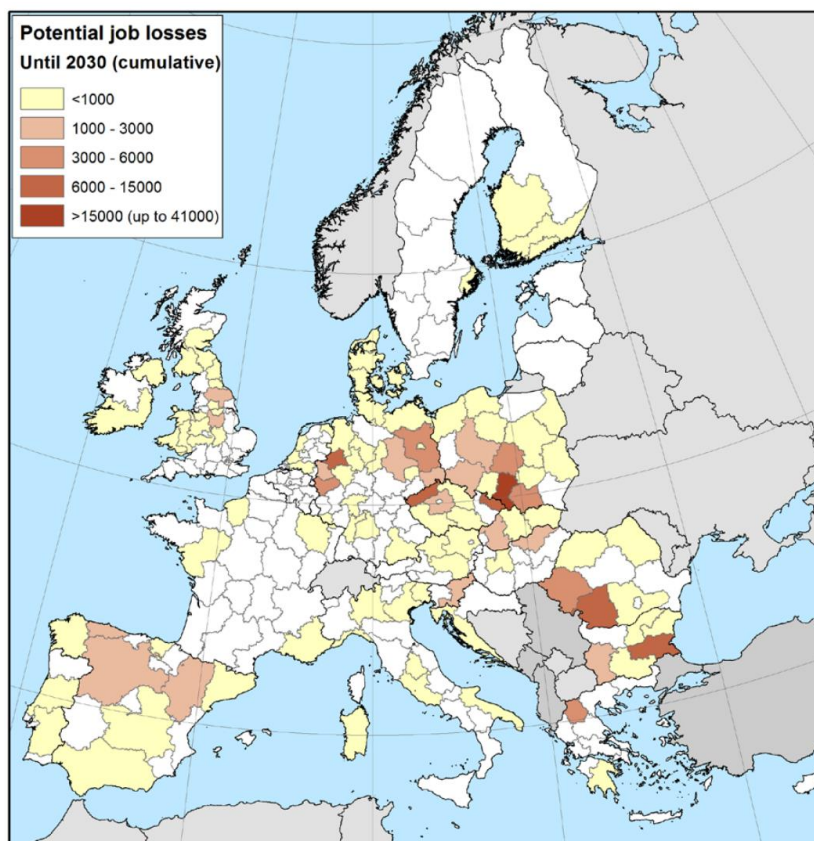 Potential job losses
Until 2030 (cumulative)
<1000
1000 - 3000
3000 - 6000
6000 - 15000
>15000 (up to 41000)